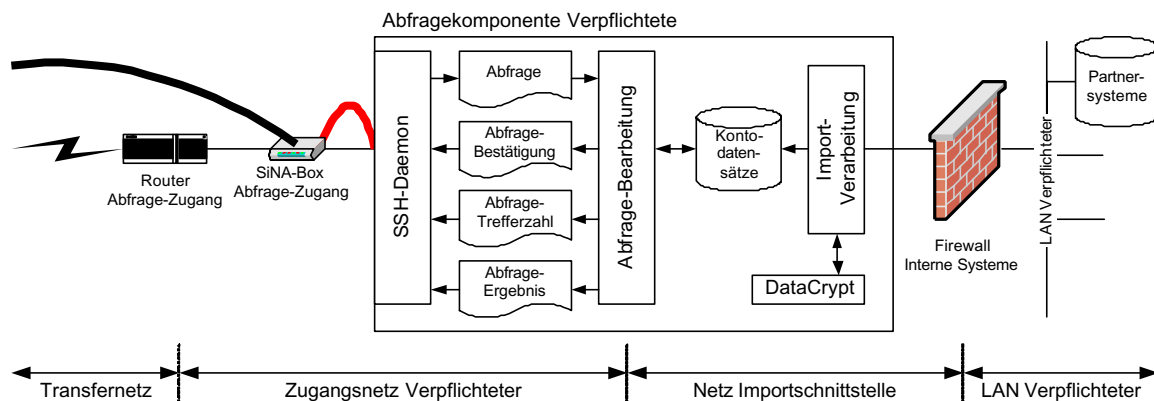 Abfragekomponente Verpflichtete
Router
Abfrage-Zugang
SiNA-Box
Abfrage-Zugang
SSH-Daemon
Abfrage
Abfrage-
Bestätigung
Abfrage-
Trefferzahl
Abfrage-
Ergebnis
Abfrage-Bearbeitung
Konto-
daten-
sätze
Import-
Verarbeitung
DataCrypt
Firewall
Interne Systeme
LAN Verpflichteter
Partner-
systeme
Transfernetz
Zugangsnetz Verpflichteter
Netz Importschnittstelle
LAN Verpflichteter